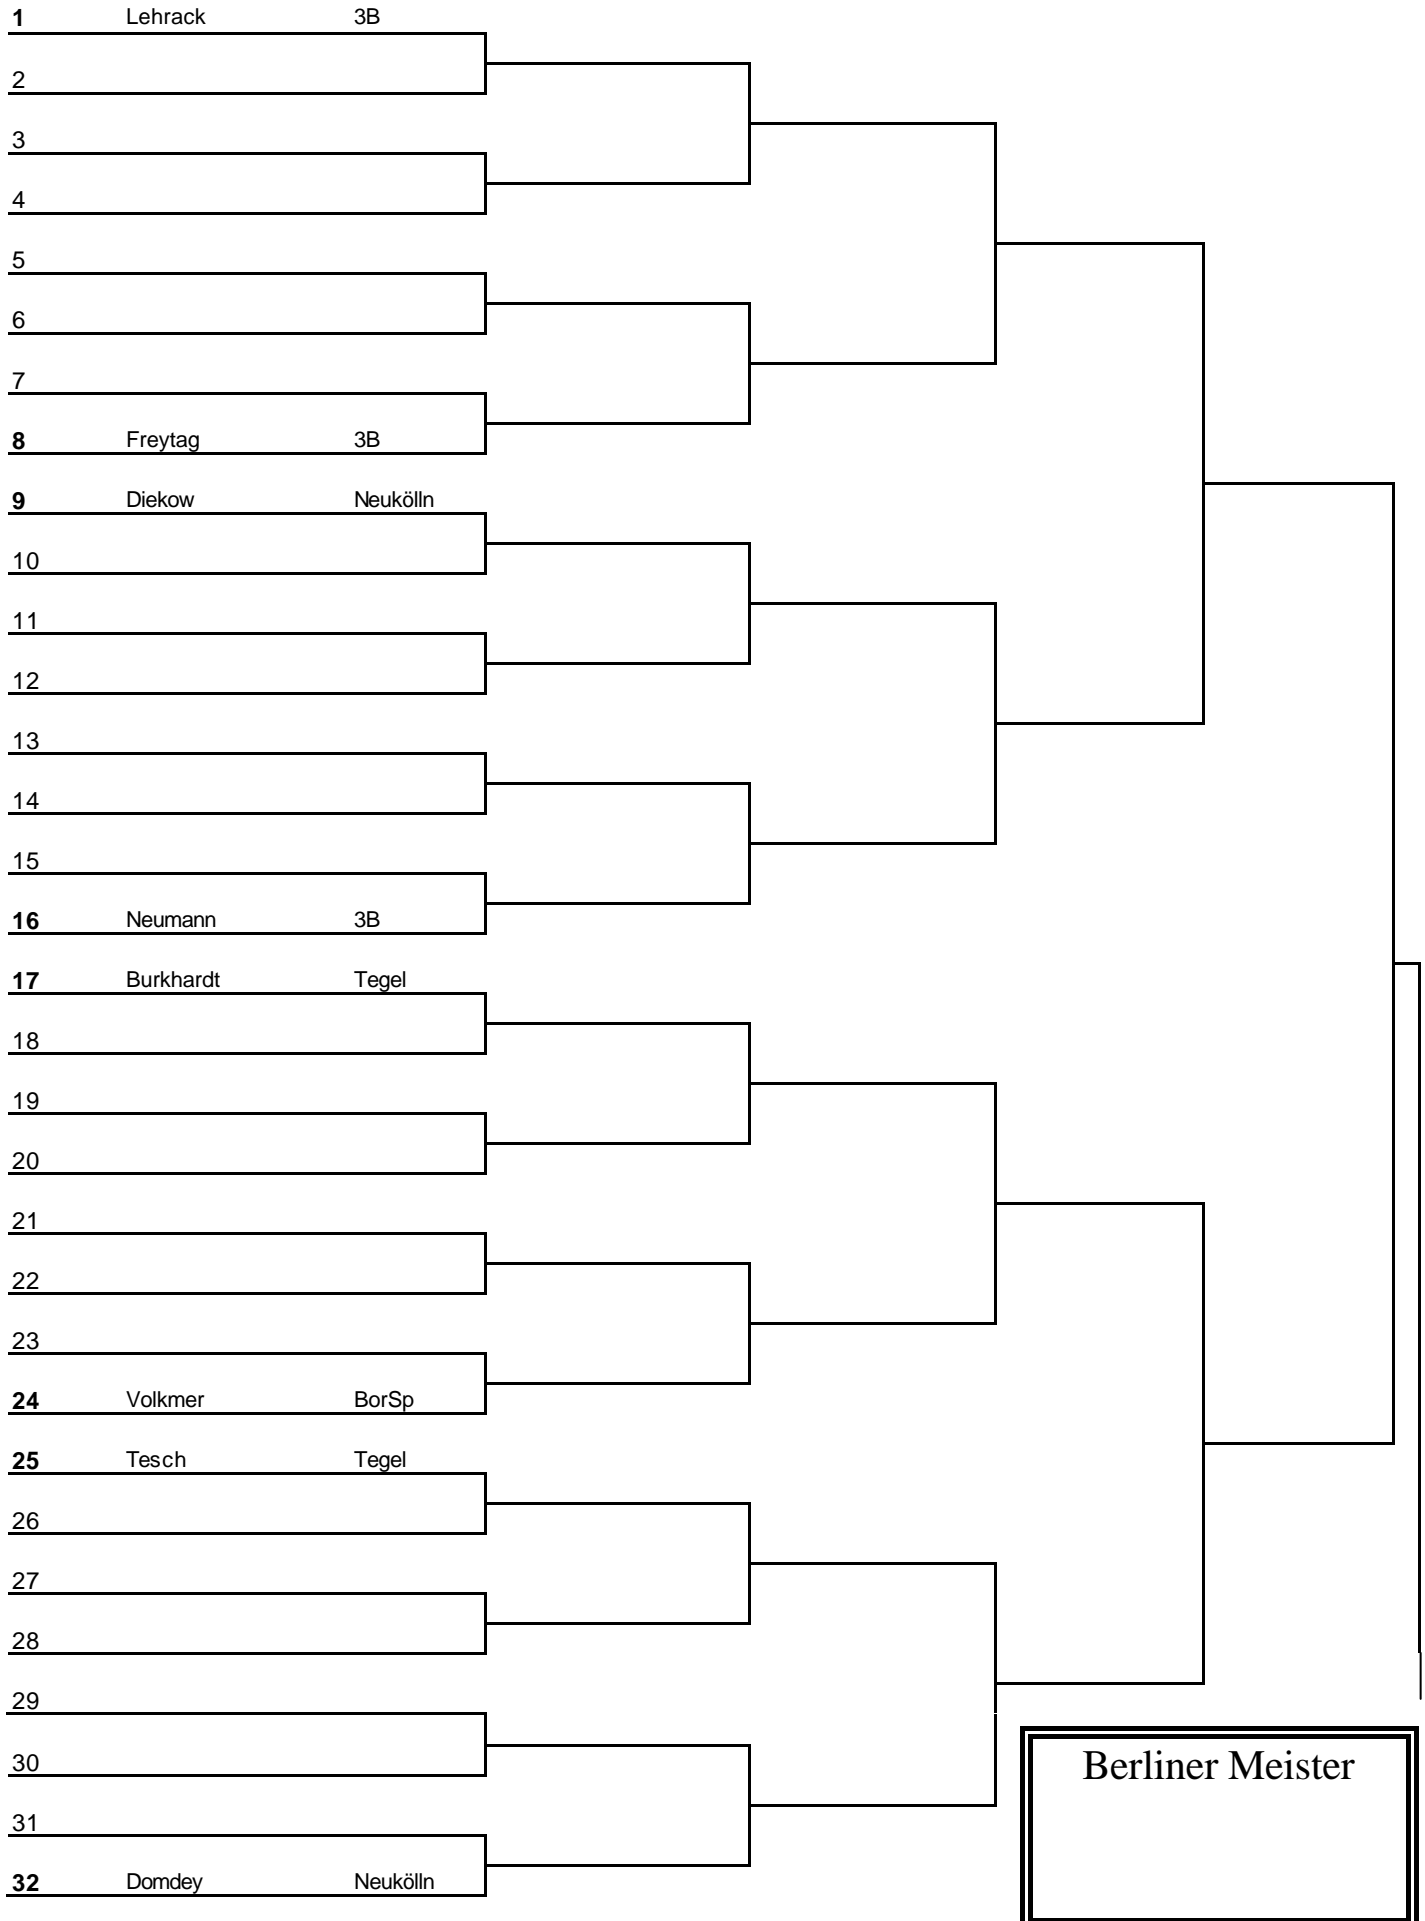 1 Lehrack 3B
2
3
4
5
6
7
8 Freytag 3B
9 Diekow Neukölln
10
11
12
13
14
15
16 Neumann 3B
17 Burkhardt Tegel
18
19
20
21
22
23
24 Volkmer BorSp
25 Tesch Tegel
26
27
28
29
30
Berliner Meister
31
32 Domdey Neukölln